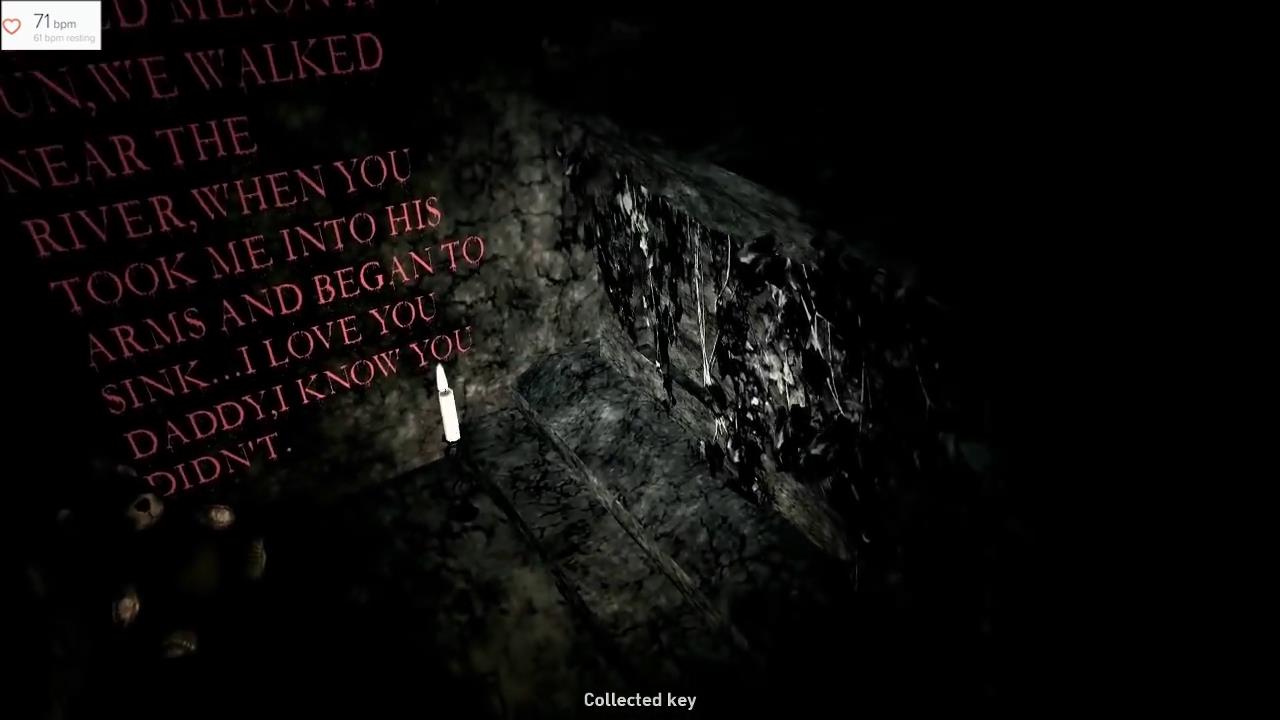 71 bpm
61 bpm resting
WE WALKED
NEAR THE
RIVER,WHEN YOU
TOOK ME INTO HIS
ARMS AND BEGAN TO
SINK...I LOVE YOU
DADDY,I KNOW YOU
DIDN'T.
Collected key